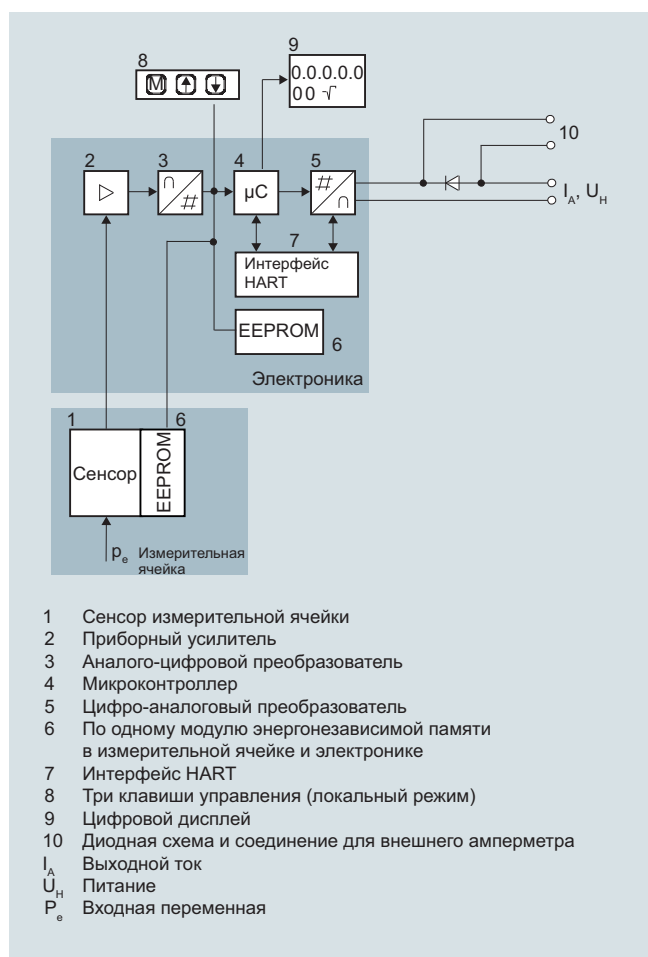 8
M
9
0.0.0.0.0
00 √
10
2
3
4
5
∩
#
µC
#
∩
I_A, U_H
7
Интерфейс
HART
EEPROM
6
Электроника
1
6
Сенсор
EEPROM
p_e Измерительная
ячейка
1 Сенсор измерительной ячейки
2 Приборный усилитель
3 Аналого-цифровой преобразователь
4 Микроконтроллер
5 Цифро-аналоговый преобразователь
6 По одному модулю энергонезависимой памяти
в измерительной ячейке и электронике
7 Интерфейс HART
8 Три клавиши управления (локальный режим)
9 Цифровой дисплей
10 Диодная схема и соединение для внешнего амперметра
I_A Выходной ток
U_H Питание
P_e Входная переменная